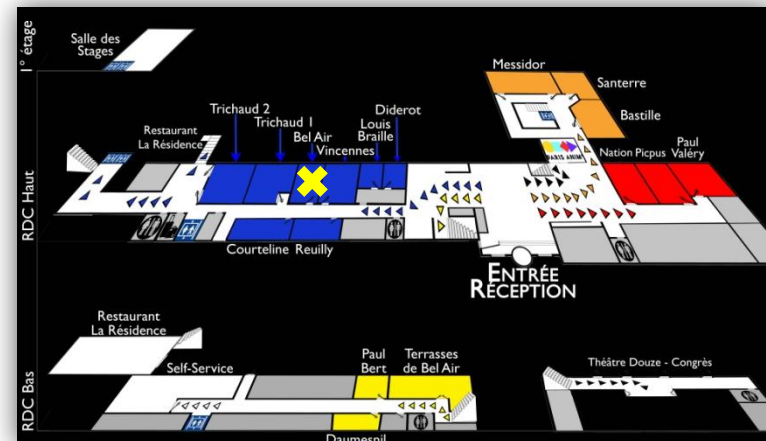 1° étage
Salle des
Stages
Messidor
Santerre
Bastille
Trichaud 2
Trichaud 1
Bel Air
Vincennes
Louis
Braille
Diderot
Restaurant
La Résidence
PARIS ANIM'
Nation Picpus
Paul
Valéry
RDC Haut
Courteline Reuilly
ENTRÉE
RÉCEPTION
Restaurant
La Résidence
Self-Service
Paul
Bert
Terrasses
de Bel Air
Théâtre Douze - Congrès
RDC Bas
Daumesnil